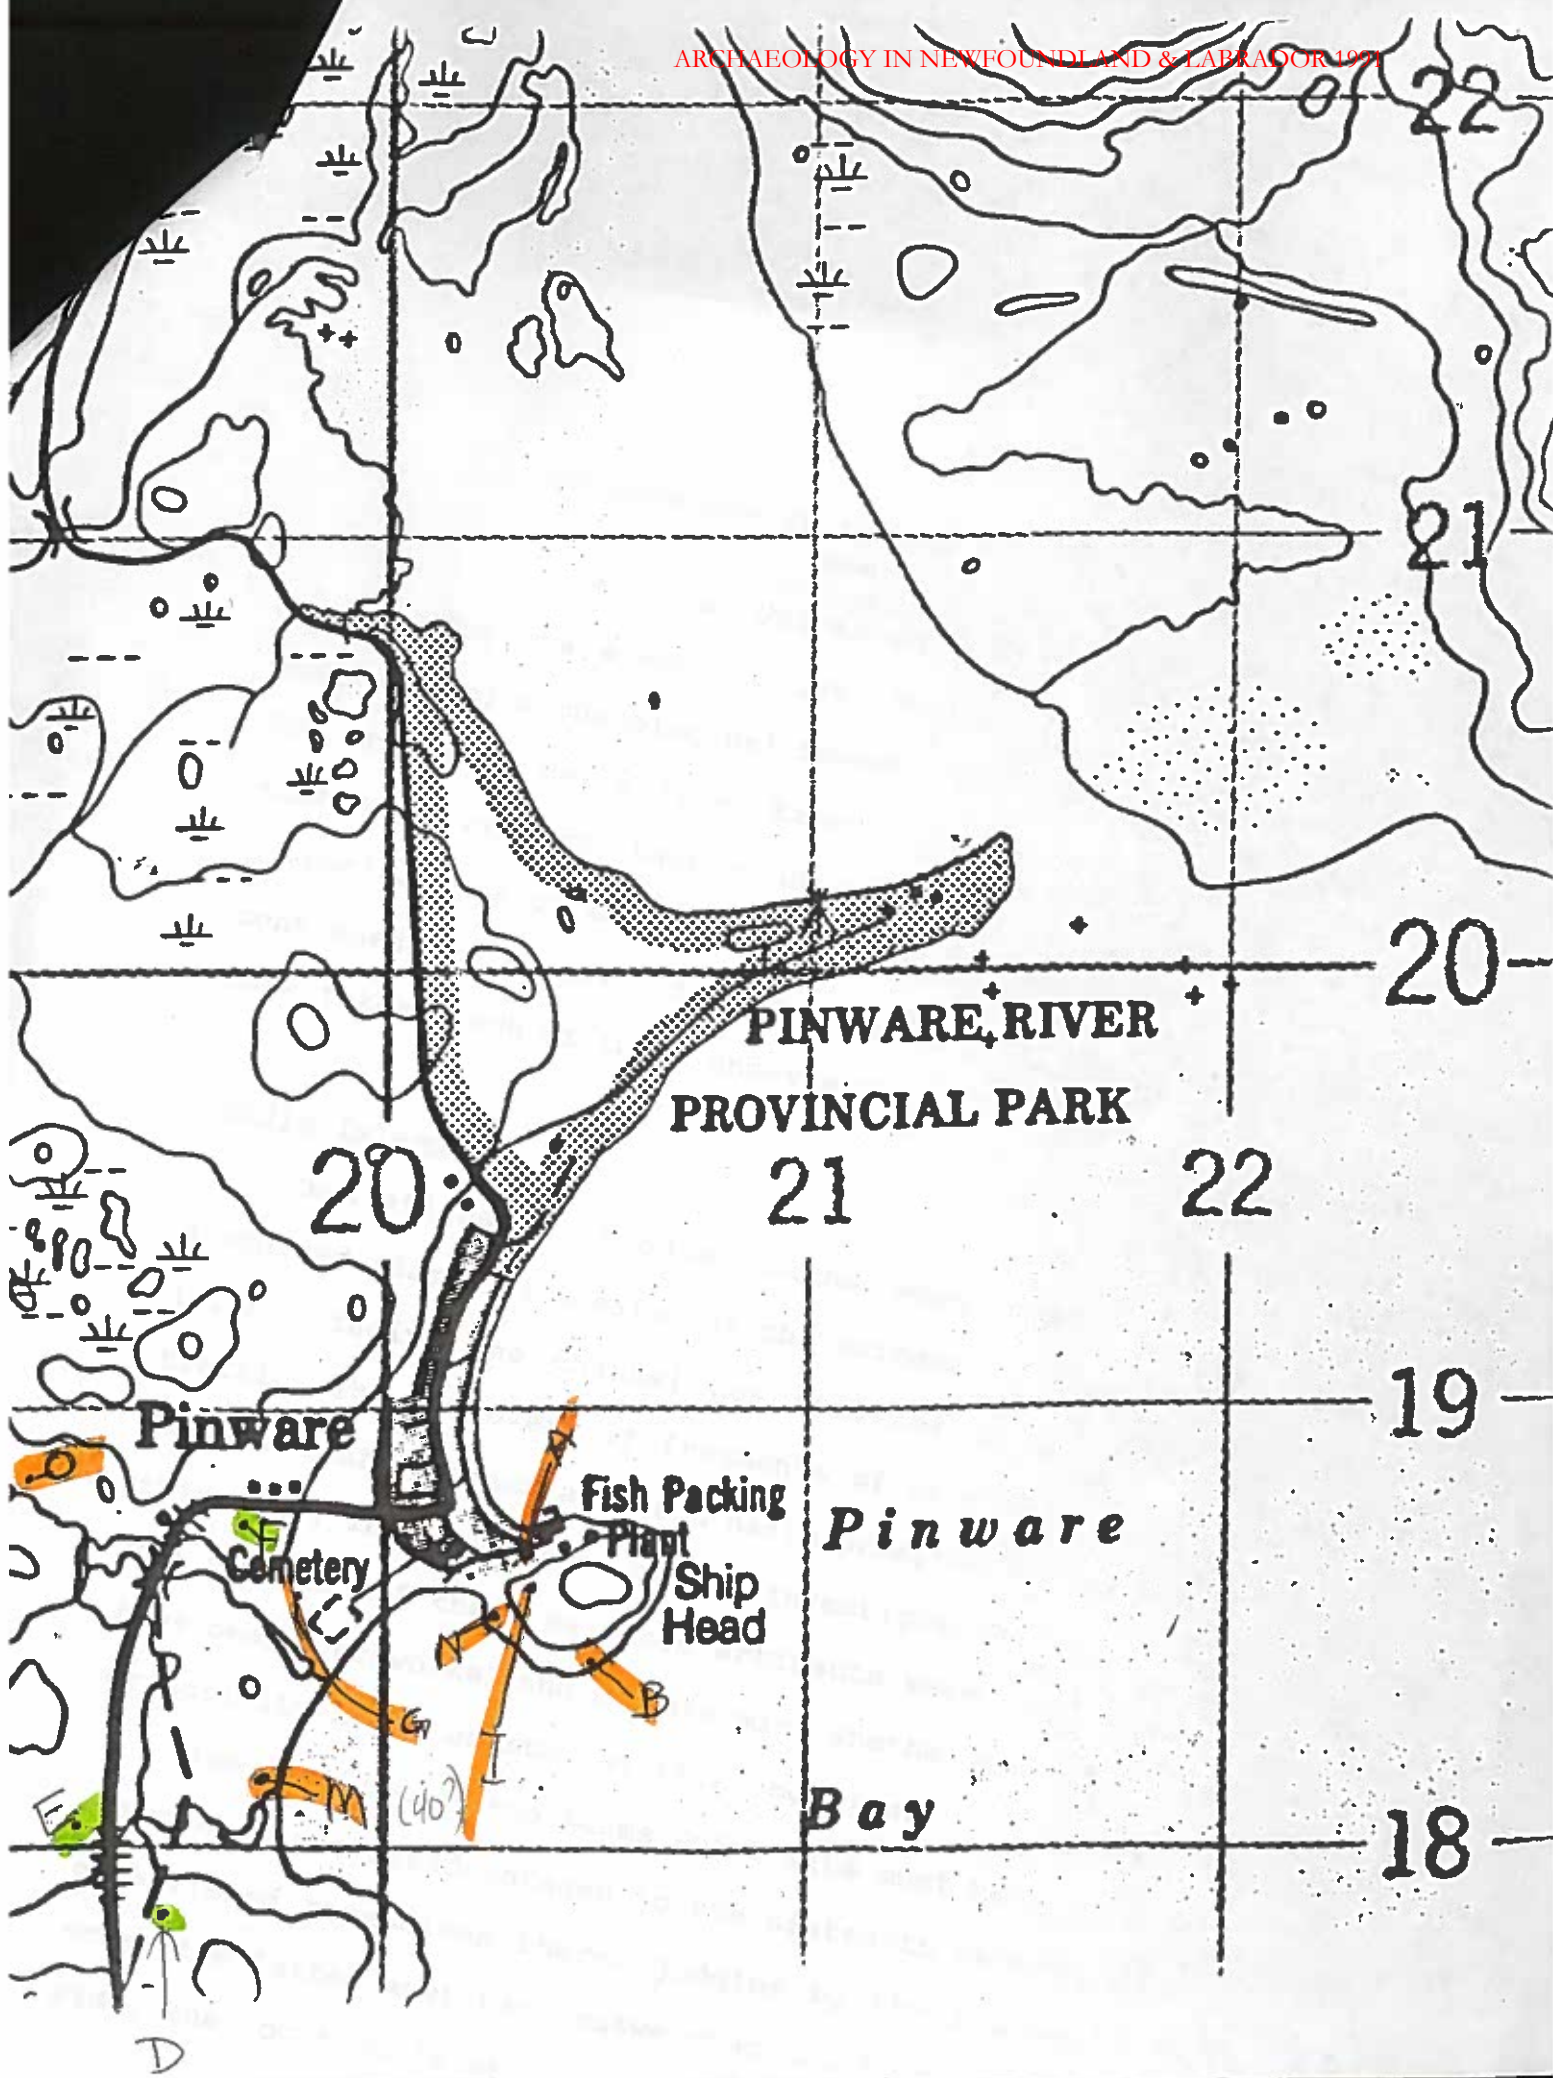 ARCHAEOLOGY IN NEWFOUNDLAND & LABRADOR 1991
22
21
20
PINWARE RIVER
PROVINCIAL PARK
20
21
22
19
Pinware
O
A
Fish Packing
Plant
Pinware
F
Cemetery
Ship
Head
N
B
G
I
M
(40?)
Bay
E
18
D